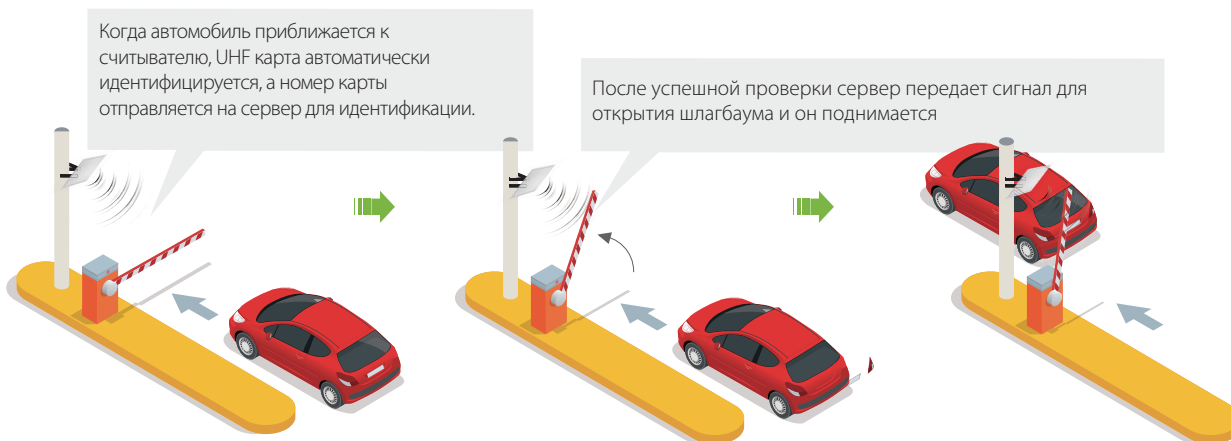 Когда автомобиль приближается к
считывателю, UHF карта автоматически
идентифицируется, а номер карты
отправляется на сервер для идентификации.
После успешной проверки сервер передает сигнал для
открытия шлагбаума и он поднимается